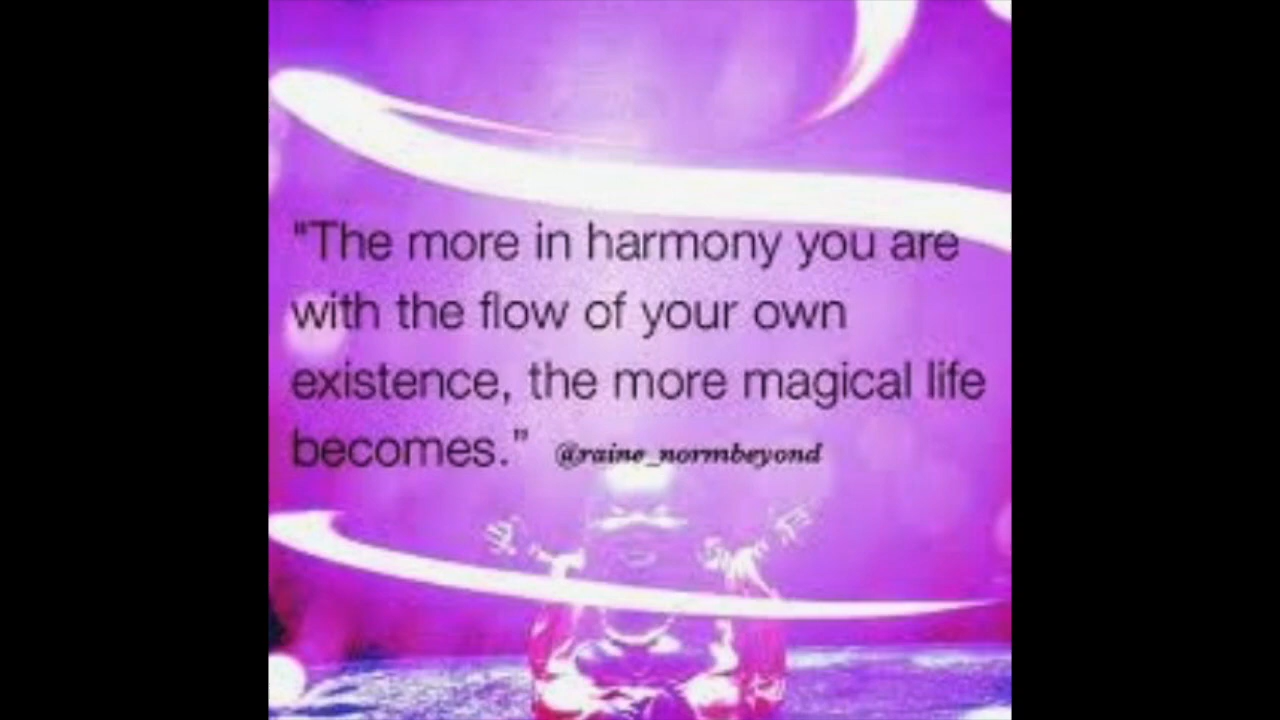 "The more in harmony you are
with the flow of your own
existence, the more magical life
becomes." @raine_normbeyond